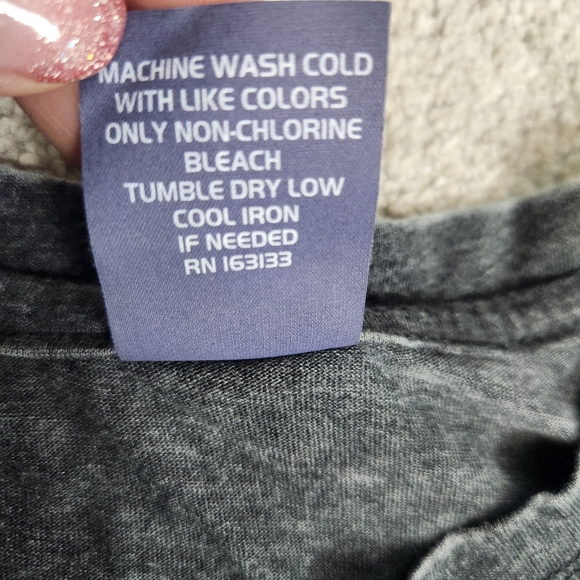 MACHINE WASH COLD
WITH LIKE COLORS
ONLY NON-CHLORINE
BLEACH
TUMBLE DRY LOW
COOL IRON
IF NEEDED
RN 163133